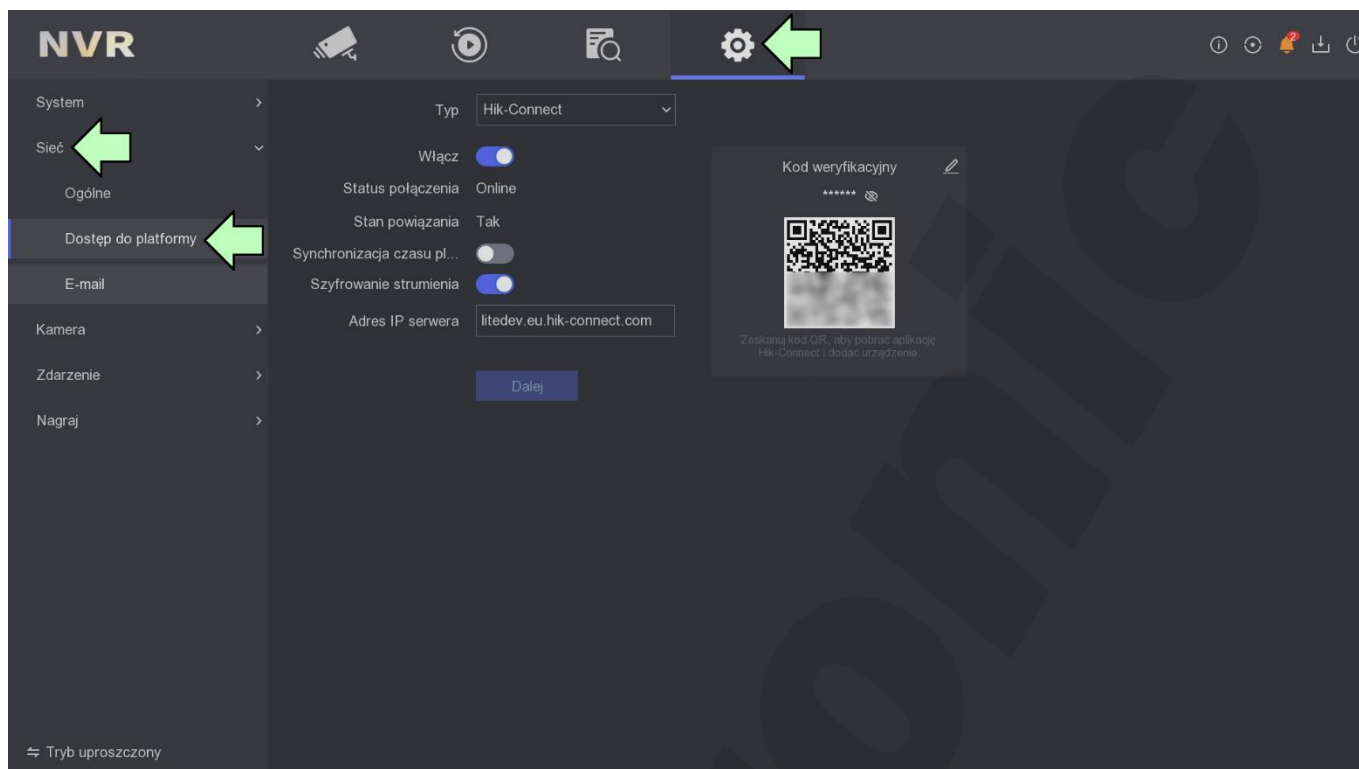 NVR
2
System
Sieć
Ogólne
Dostęp do platformy
E-mail
Kamera
Zdarzenie
Nagraj
Tryb uproszczony
Typ Hik-Connect
Włącz
Status połączenia Online
Stan powiązania Tak
Synchronizacja czasu pl...
Szyfrowanie strumienia
Adres IP serwera litedev.eu.hik-connect.com
Dalej
Kod weryfikacyjny
******
Zeskanuj kod QR, aby pobrać aplikację
Hik-Connect i dodać urządzenie.
onic